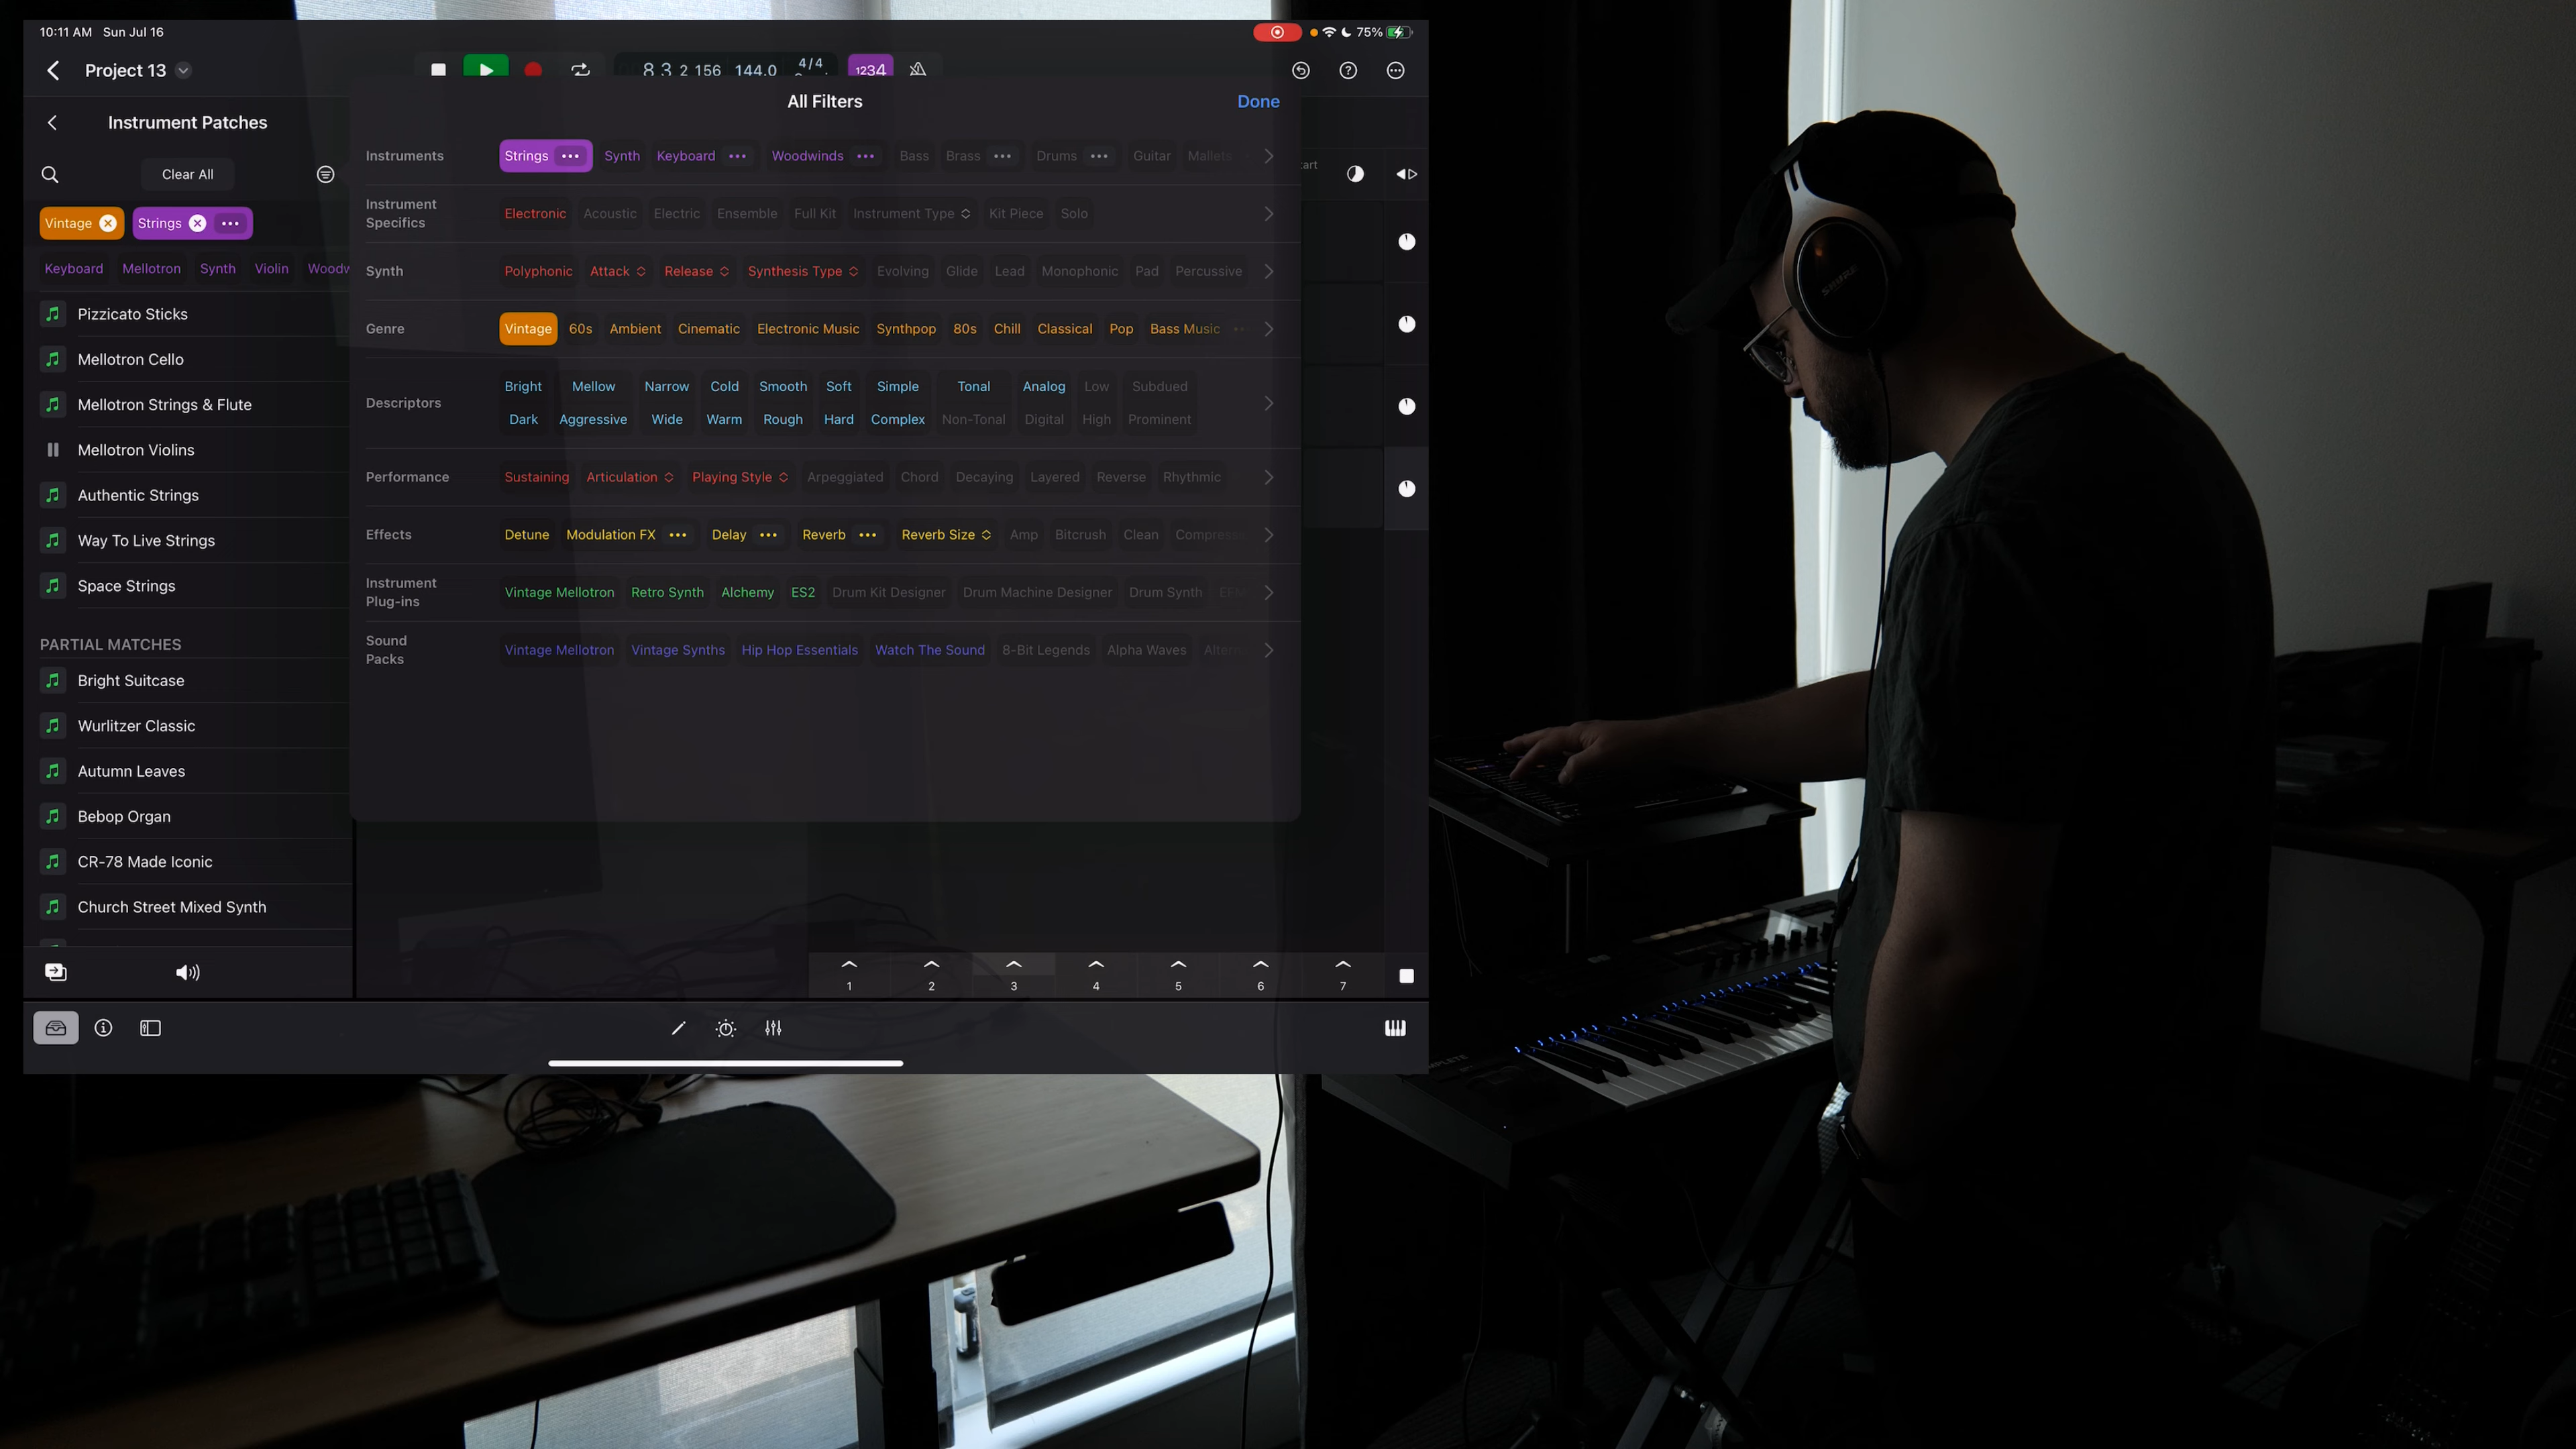 10:11 AM Sun Jul 16
75%
Project 13
8 3 2 156 144.0 4/4
1234
Instrument Patches
Clear All
Vintage
Strings
Keyboard Mellotron Synth Violin Woodw
Pizzicato Sticks
Mellotron Cello
Mellotron Strings & Flute
Mellotron Violins
Authentic Strings
Way To Live Strings
Space Strings
PARTIAL MATCHES
Bright Suitcase
Wurlitzer Classic
Autumn Leaves
Bebop Organ
CR-78 Made Iconic
Church Street Mixed Synth
All Filters
Done
Instruments Strings Synth Keyboard Woodwinds Bass Brass Drums Guitar Mallets
Instrument Specifics Electronic Acoustic Electric Ensemble Full Kit Instrument Type Kit Piece Solo
Synth Polyphonic Attack Release Synthesis Type Evolving Glide Lead Monophonic Pad Percussive
Genre Vintage 60s Ambient Cinematic Electronic Music Synthpop 80s Chill Classical Pop Bass Music
Descriptors
Bright Mellow Narrow Cold Smooth Soft Simple Tonal Analog Low Subdued
Dark Aggressive Wide Warm Rough Hard Complex Non-Tonal Digital High Prominent
Performance Sustaining Articulation Playing Style Arpeggiated Chord Decaying Layered Reverse Rhythmic
Effects Detune Modulation FX Delay Reverb Reverb Size Amp Bitcrush Clean Compress
Instrument Plug-ins Vintage Mellotron Retro Synth Alchemy ES2 Drum Kit Designer Drum Machine Designer Drum Synth
Sound Packs Vintage Mellotron Vintage Synths Hip Hop Essentials Watch The Sound 8-Bit Legends Alpha Waves Altern
tart
1 2 3 4 5 6 7
SHURE